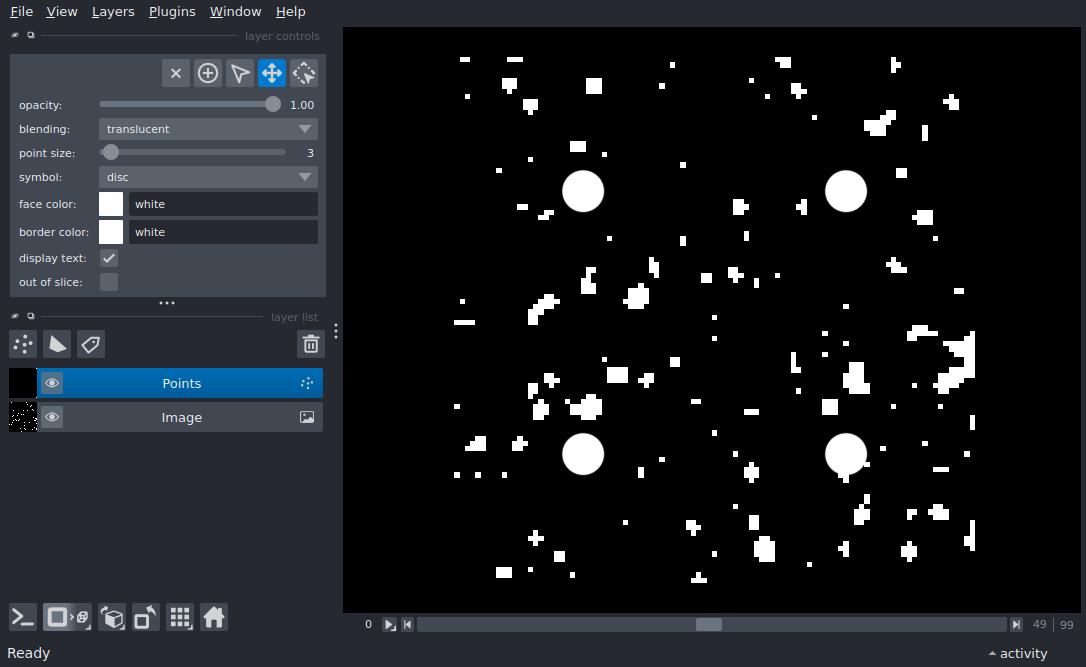 File View Layers Plugins Window Help
layer controls
opacity: 1.00
blending: translucent
point size: 3
symbol: disc
face color: white
border color: white
display text:
out of slice:
layer list
Points
Image
0 49 | 99
Ready activity